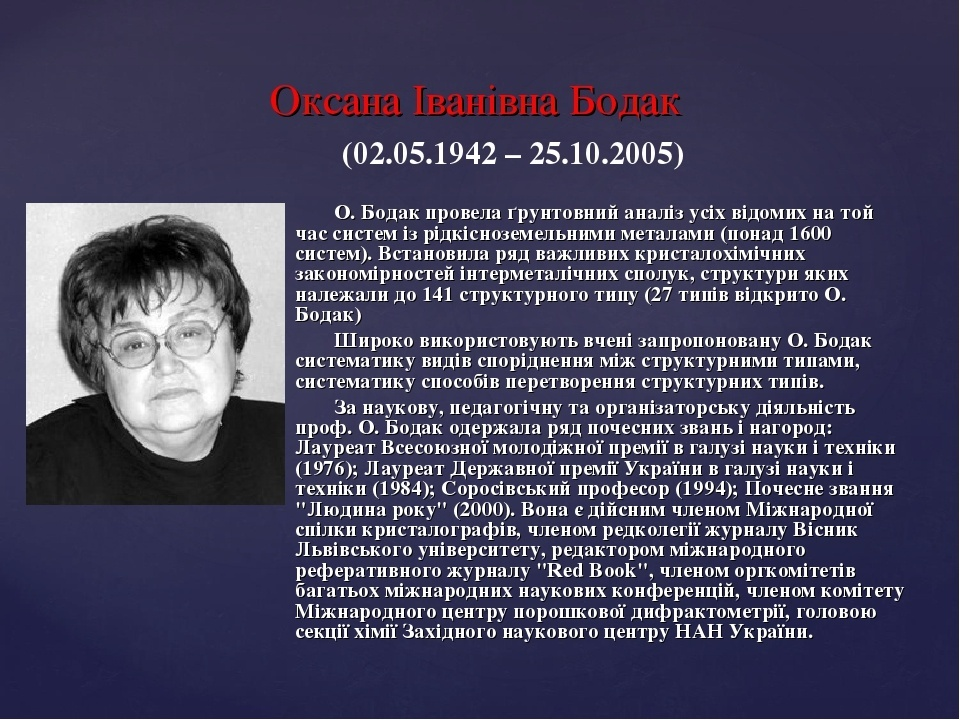 Оксана Іванівна Бодак
(02.05.1942 – 25.10.2005)
О. Бодак провела ґрунтовний аналіз усіх відомих на той
час систем із рідкісноземельними металами (понад 1600
систем). Встановила ряд важливих кристалохімічних
закономірностей інтерметалічних сполук, структури яких
належали до 141 структурного типу (27 типів відкрито О.
Бодак)
Широко використовують вчені запропоновану О. Бодак
систематику видів споріднення між структурними типами,
систематику способів перетворення структурних типів.
За наукову, педагогічну та організаторську діяльність
проф. О. Бодак одержала ряд почесних звань і нагород:
Лауреат Всесоюзної молодіжної премії в галузі науки і техніки
(1976); Лауреат Державної премії України в галузі науки і
техніки (1984); Соросівський професор (1994); Почесне звання
"Людина року" (2000). Вона є дійсним членом Міжнародної
спілки кристалографів, членом редколегії журналу Вісник
Львівського університету, редактором міжнародного
реферативного журналу "Red Book", членом оргкомітетів
багатьох міжнародних наукових конференцій, членом комітету
Міжнародного центру порошкової дифрактометрії, головою
секції хімії Західного наукового центру НАН України.